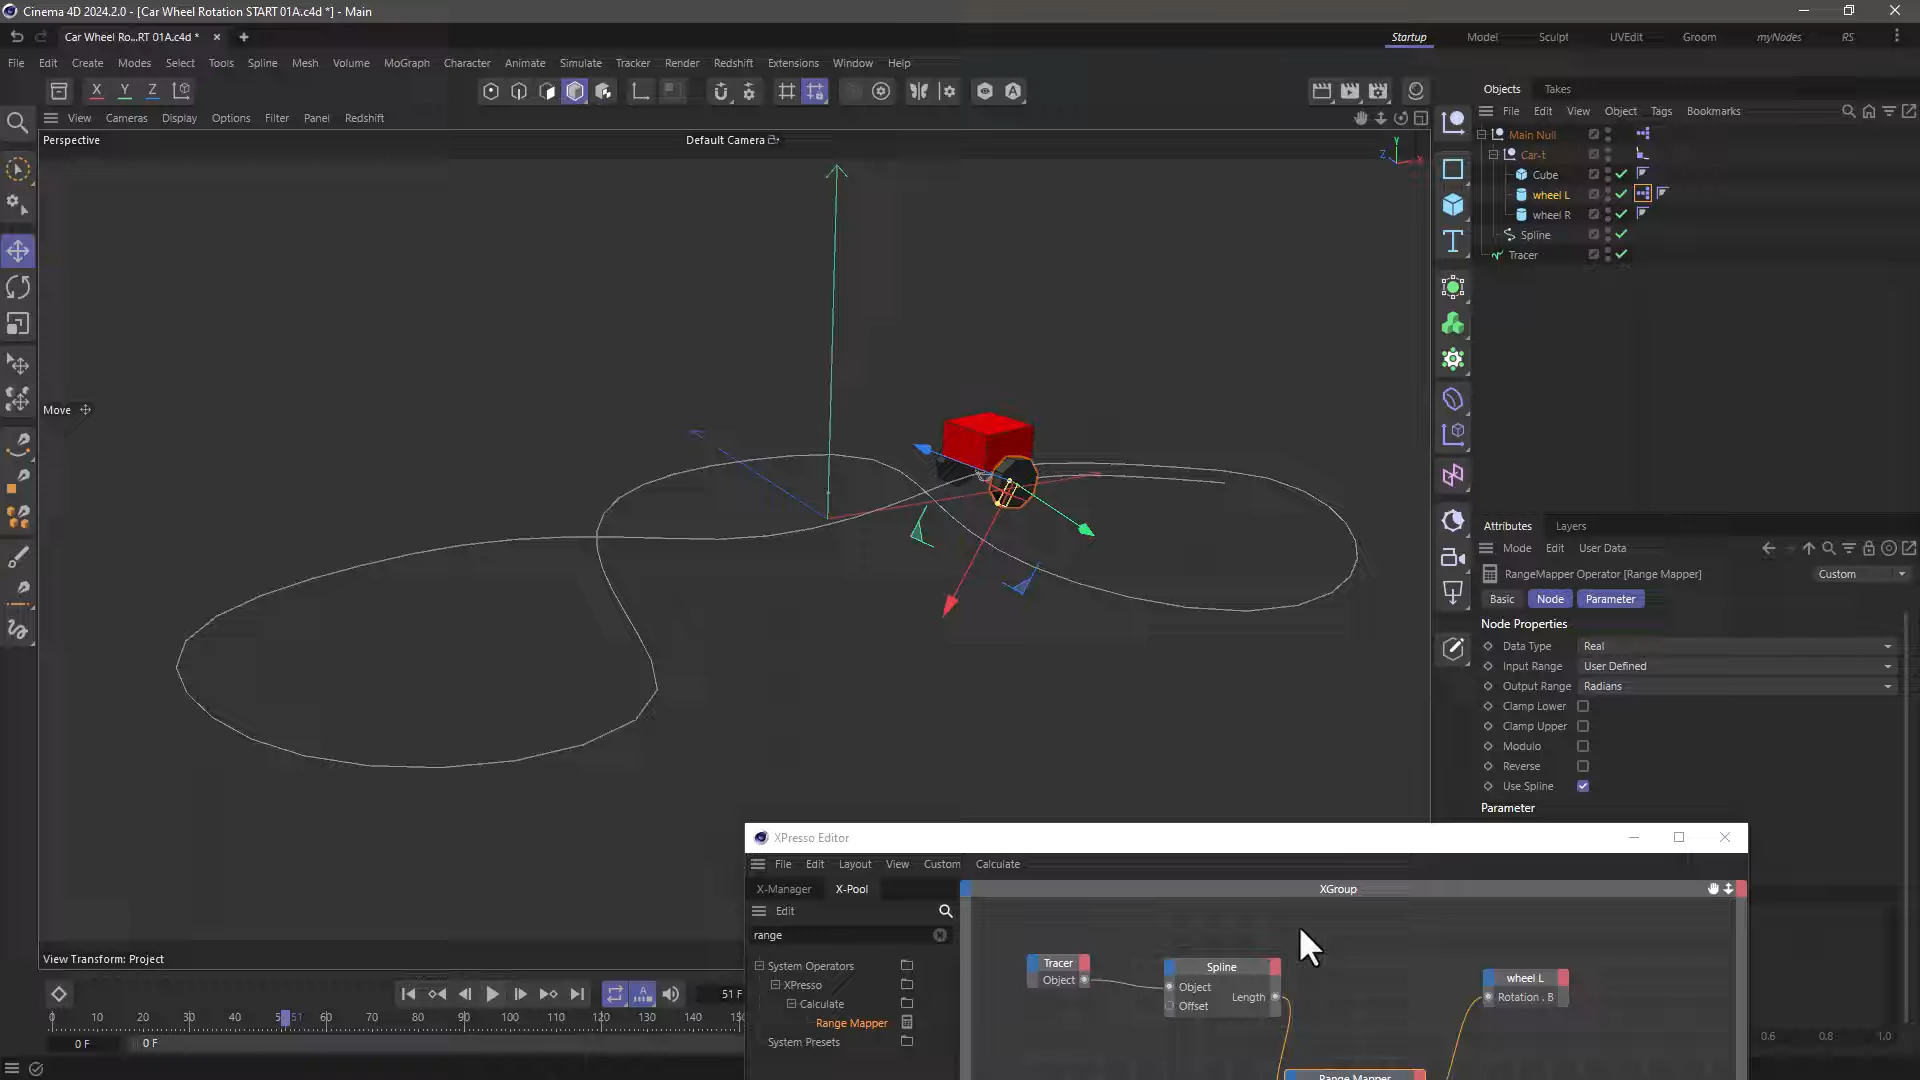 Cinema 4D 2024.2.0 - [Car Wheel Rotation START 01A.c4d *] - Main
Car Wheel Ro...RT 01A.c4d *
Startup Model Sculpt UVEdit Groom myNodes RS
File Edit Create Modes Select Tools Spline Mesh Volume MoGraph Character Animate Simulate Tracker Render Redshift Extensions Window Help
X Y Z
View Cameras Display Options Filter Panel Redshift
Perspective
Default Camera
Y
Z
X
Move
View Transform: Project
Objects Takes
File Edit View Object Tags Bookmarks
Main Null
Car-t
Cube
wheel L
wheel R
Spline
Tracer
Attributes Layers
Mode Edit User Data
RangeMapper Operator [Range Mapper]
Custom
Basic Node Parameter
Node Properties
Data Type Real
Input Range User Defined
Output Range Radians
Clamp Lower
Clamp Upper
Modulo
Reverse
Use Spline
Parameter
0.6 0.8 1.0
XPresso Editor
File Edit Layout View Custom Calculate
X-Manager X-Pool
XGroup
Edit
range
System Operators
XPresso
Calculate
Range Mapper
System Presets
Tracer
Object
Spline
Object
Length
Offset
wheel L
Rotation . B
Range Mapper
51 F
0 10 20 30 40 50 51 60 70 80 90 100 110 120 130 140
0 F 0 F